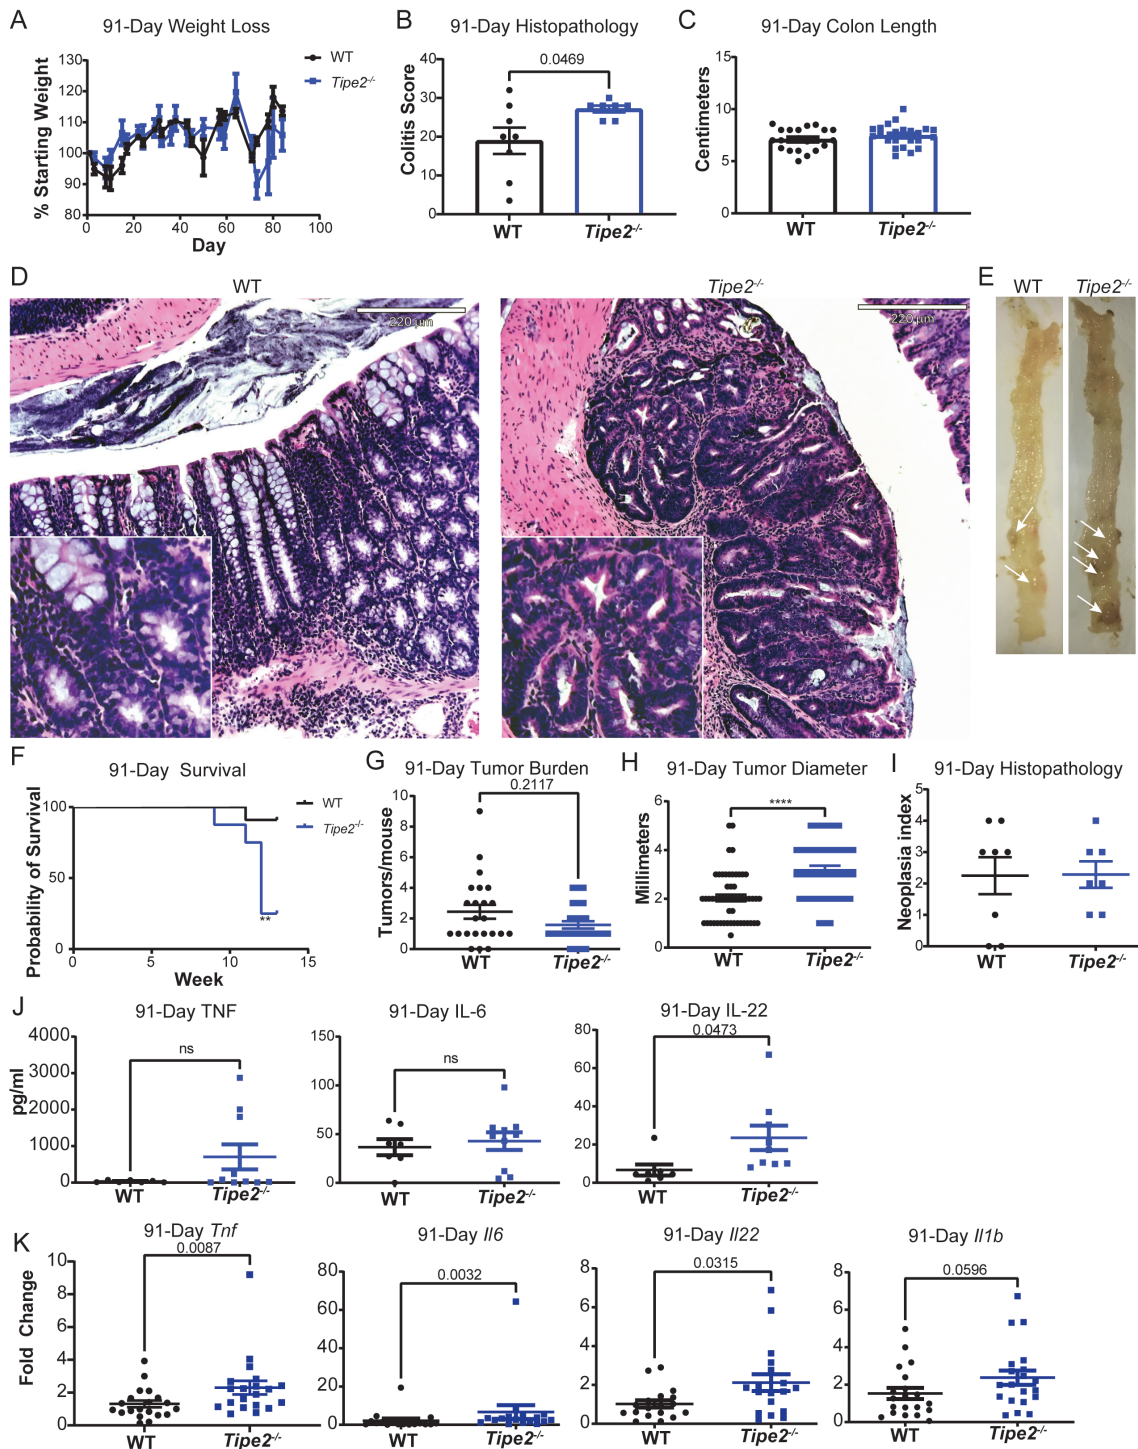 A
91-Day Weight Loss
% Starting Weight
130
120
110
100
90
80
0
20
40
60
80
100
Day
WT
Tipe2-/-
B
91-Day Histopathology
Colitis Score
0.0469
40
30
20
10
0
WT
Tipe2-/-
C
91-Day Colon Length
Centimeters
15
10
5
0
WT
Tipe2-/-
D
WT
Tipe2-/-
220 µm
220 µm
E
WT
Tipe2-/-
F
91-Day Survival
Probability of Survival
100
50
0
0
5
10
15
Week
WT
Tipe2-/-
**
G
91-Day Tumor Burden
0.2117
Tumors/mouse
10
8
6
4
2
0
WT
Tipe2-/-
H
91-Day Tumor Diameter
****
Millimeters
6
4
2
0
WT
Tipe2-/-
I
91-Day Histopathology
Neoplasia index
5
4
3
2
1
0
WT
Tipe2-/-
J
91-Day TNF
pg/ml
ns
4000
3000
2000
1000
0
WT
Tipe2-/-
91-Day IL-6
ns
150
100
50
0
WT
Tipe2-/-
91-Day IL-22
0.0473
80
60
40
20
0
WT
Tipe2-/-
K
91-Day Tnf
0.0087
Fold Change
10
8
6
4
2
0
WT
Tipe2-/-
91-Day Il6
0.0032
80
60
40
20
0
WT
Tipe2-/-
91-Day Il22
0.0315
8
6
4
2
0
WT
Tipe2-/-
91-Day Il1b
0.0596
8
6
4
2
0
WT
Tipe2-/-